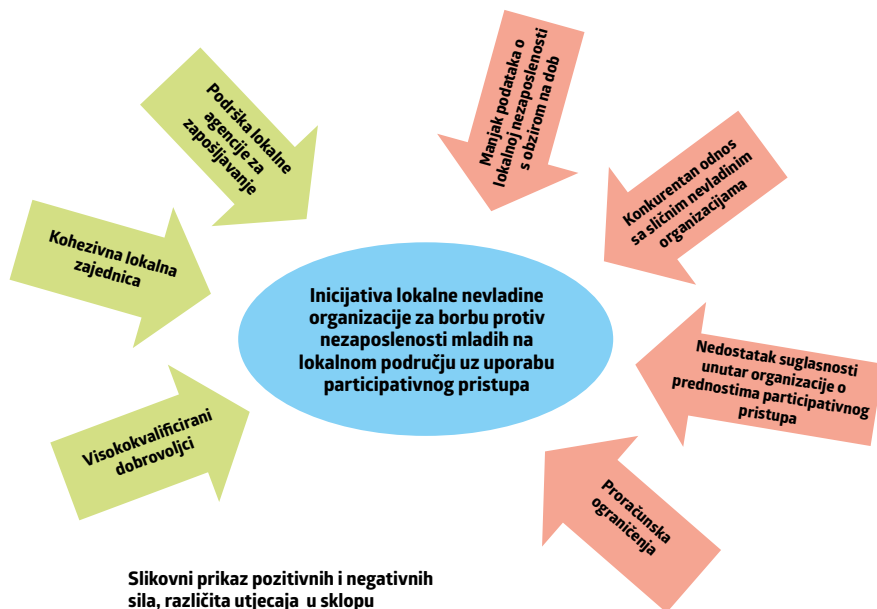 Podrška lokalne
agencije za
zapošljavanje
Kohezivna lokalna
zajednica
Visokokvalificirani
dobrovoljci
Inicijativa lokalne nevladine
organizacije za borbu protiv
nezaposlenosti mladih na
lokalnom području uz uporabu
participativnog pristupa
Manjak podataka o
lokalnoj nezaposlenosti
s obzirom na dob
Konkurentan odnos
sa sličnim nevladinim
organizacijama
Nedostatak suglasnosti
unutar organizacije o
prednostima participativnog
pristupa
Proračunska
ograničenja
Slikovni prikaz pozitivnih i negativnih
sila, različita utjecaja u sklopu